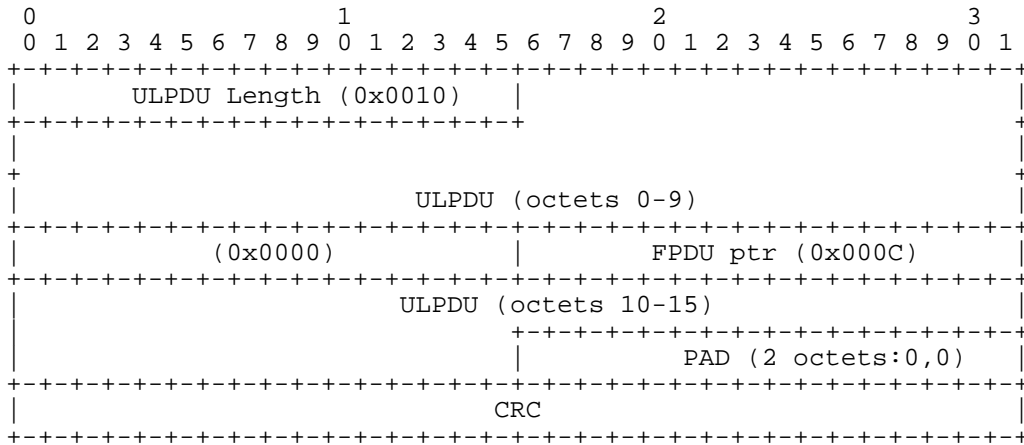 0 1 2 3
0 1 2 3 4 5 6 7 8 9 0 1 2 3 4 5 6 7 8 9 0 1 2 3 4 5 6 7 8 9 0 1
ULPDU Length (0x0010)
ULPDU (octets 0-9)
(0x0000) FPDU ptr (0x000C)
ULPDU (octets 10-15)
PAD (2 octets:0,0)
CRC